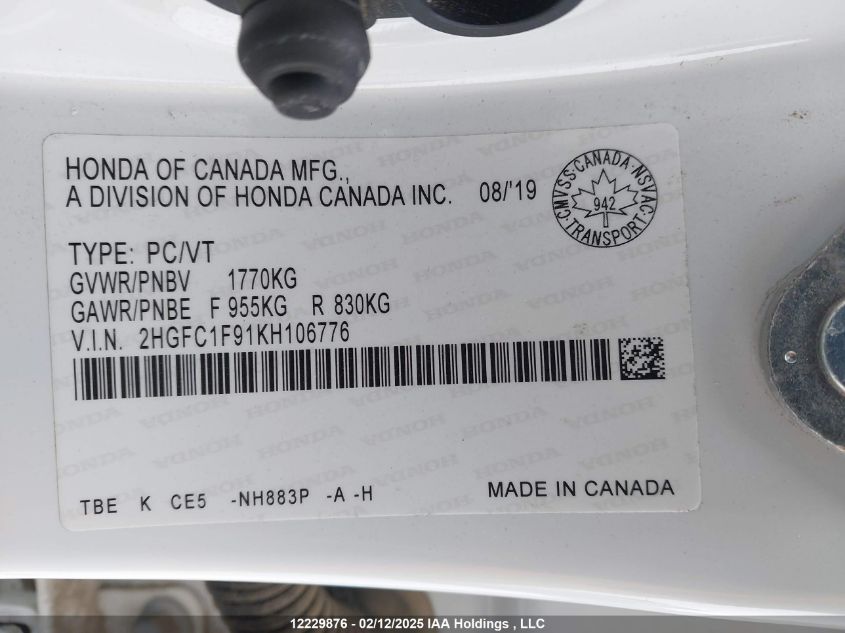 HONDA OF CANADA MFG.,
A DIVISION OF HONDA CANADA INC. 08/'19
CMVSS·CANADA·NSVAC·TRANSPORT·
942
TYPE: PC/VT
GVWR/PNBV 1770KG
GAWR/PNBE F 955KG R 830KG
V.I.N. 2HGFC1F91KH106776
TBE K CE5 -NH883P -A -H MADE IN CANADA
12229876 - 02/12/2025 IAA Holdings , LLC